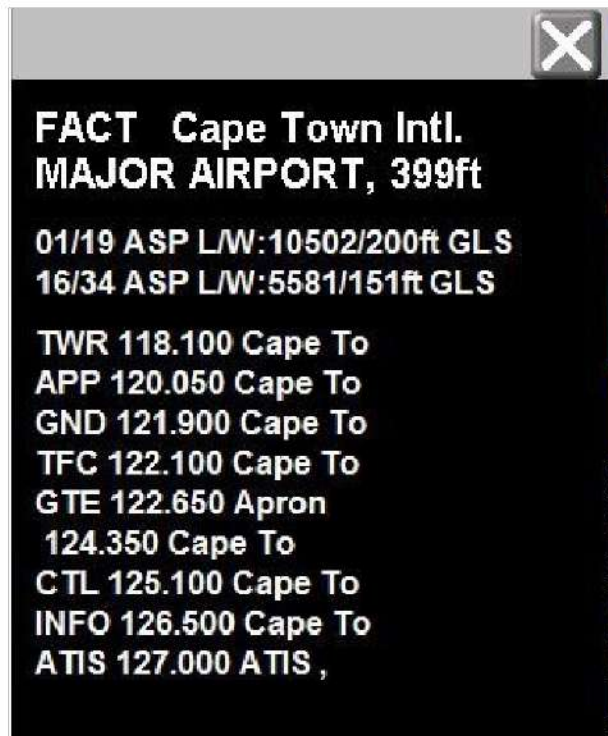 FACT Cape Town Intl.
MAJOR AIRPORT, 399ft
01/19 ASP L/W:10502/200ft GLS
16/34 ASP L/W:5581/151ft GLS
TWR 118.100 Cape To
APP 120.050 Cape To
GND 121.900 Cape To
TFC 122.100 Cape To
GTE 122.650 Apron
124.350 Cape To
CTL 125.100 Cape To
INFO 126.500 Cape To
ATIS 127.000 ATIS ,